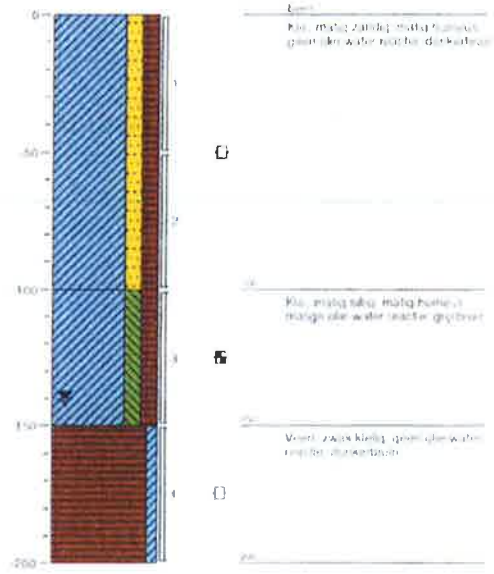 0
Klei, matig zandig, matig humeus,
geen olie-water reactie, donkerbruin
1
-50
2
-100
Klei, matig siltig, matig humeus,
matige olie-water reactie,
3
-150
Veen, zwak kleiig, geen olie-water
reactie, donkerbruin
4
-200